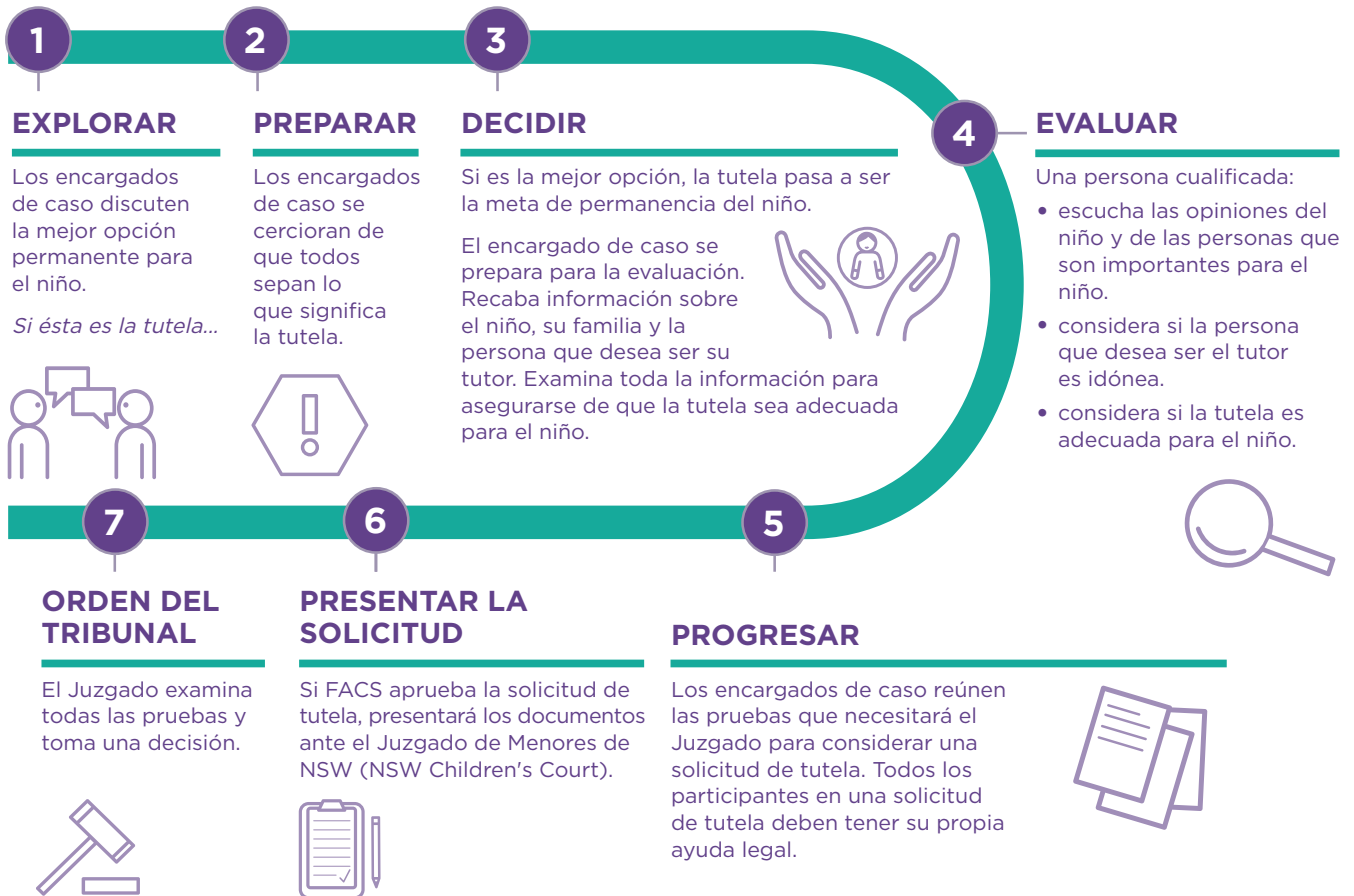 1
EXPLORAR
Los encargados
de caso discuten
la mejor opción
permanente para
el niño.
Si ésta es la tutela...
2
PREPARAR
Los encargados
de caso se
cercioran de
que todos
sepan lo
que significa
la tutela.
3
DECIDIR
Si es la mejor opción, la tutela pasa a ser
la meta de permanencia del niño.
El encargado de caso se
prepara para la evaluación.
Recaba información sobre
el niño, su familia y la
persona que desea ser su
tutor. Examina toda la información para
asegurarse de que la tutela sea adecuada
para el niño.
4
EVALUAR
Una persona cualificada:
• escucha las opiniones del
niño y de las personas que
son importantes para el
niño.
• considera si la persona
que desea ser el tutor
es idónea.
• considera si la tutela es
adecuada para el niño.
5
PROGRESAR
Los encargados de caso reúnen
las pruebas que necesitará el
Juzgado para considerar una
solicitud de tutela. Todos los
participantes en una solicitud
de tutela deben tener su propia
ayuda legal.
6
PRESENTAR LA
SOLICITUD
Si FACS aprueba la solicitud de
tutela, presentará los documentos
ante el Juzgado de Menores de
NSW (NSW Children's Court).
7
ORDEN DEL
TRIBUNAL
El Juzgado examina
todas las pruebas y
toma una decisión.